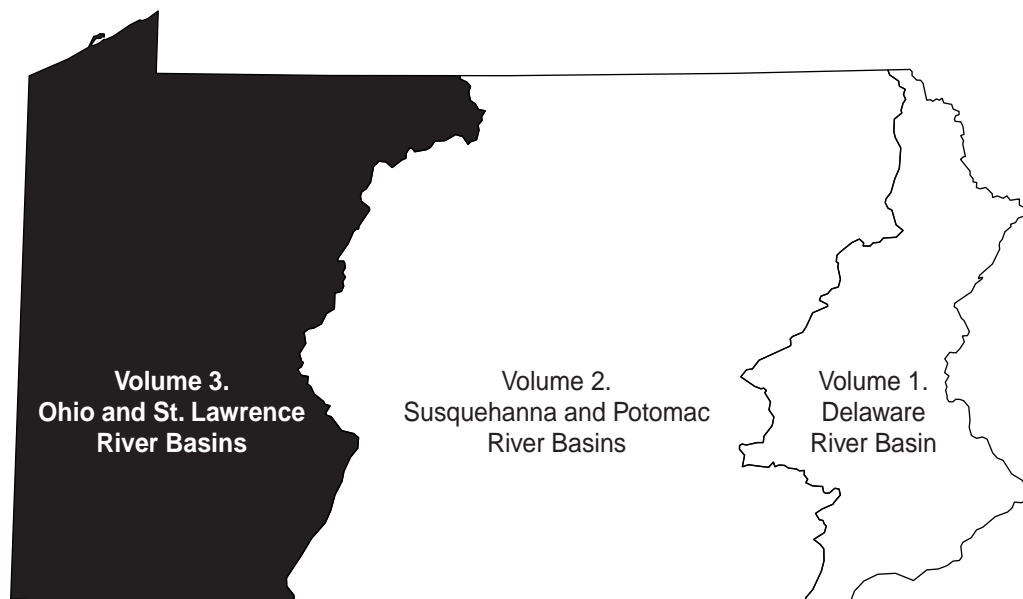 Volume 3.
Ohio and St. Lawrence
River Basins
Volume 2.
Susquehanna and Potomac
River Basins
Volume 1.
Delaware
River Basin